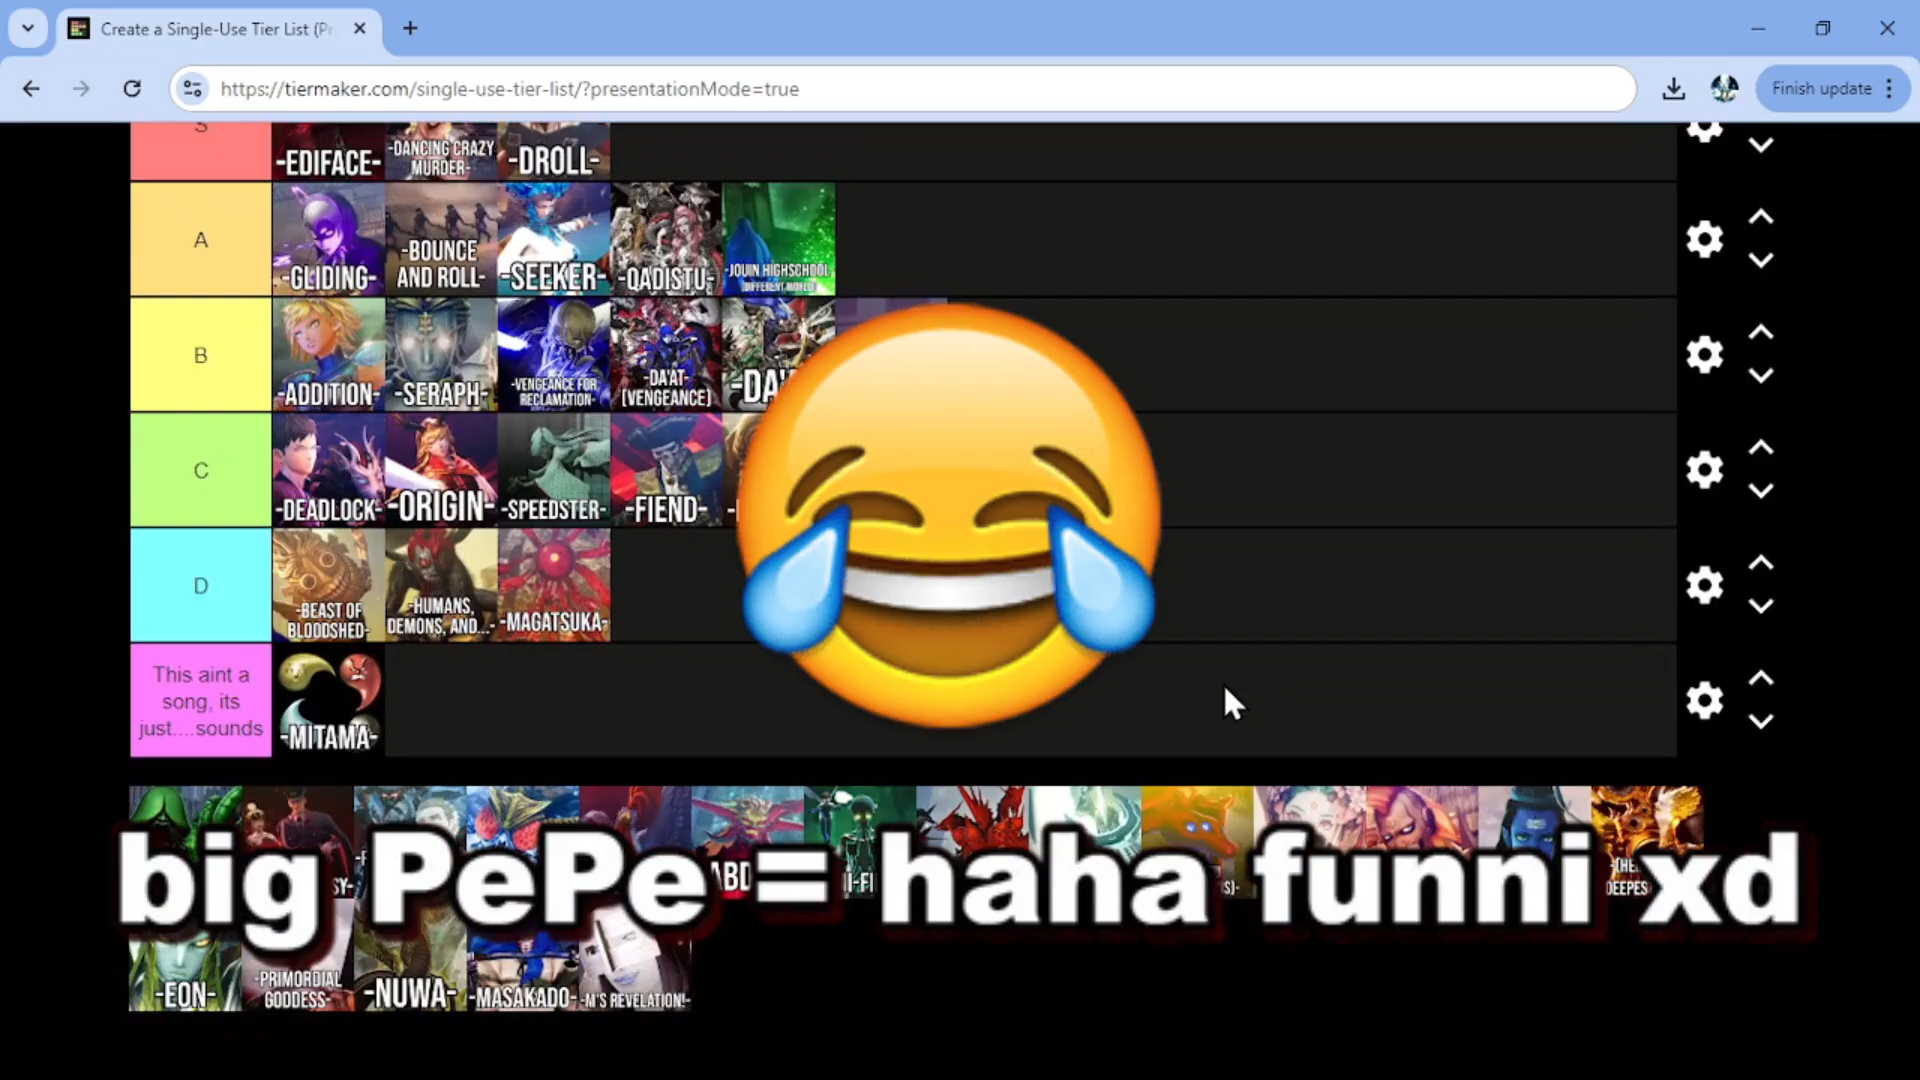 Create a Single-Use Tier List (Pr
https://tiermaker.com/single-use-tier-list/?presentationMode=true
Finish update
S
-EDIFACE-
-DANCING CRAZY
MURDER-
-DROLL-
A
-GLIDING-
-BOUNCE
AND ROLL-
-SEEKER-
-QADISTU-
-JOUIN HIGHSCHOOL
B
-ADDITION-
-SERAPH-
-VENGEANCE FOR
RECLAMATION-
-DA'AT-
[VENGEANCE]
-DA'
C
-DEADLOCK-
-ORIGIN-
-SPEEDSTER-
-FIEND-
D
-BEAST OF
BLOODSHED-
-HUMANS,
DEMONS, AND...-
-MAGATSUKA-
This aint a
song, its
just....sounds
-MITAMA-
big PePe = haha funni xd
-EON-
-PRIMORDIAL
GODDESS-
-NUWA-
-MASAKADO-
-M'S REVELATION!-